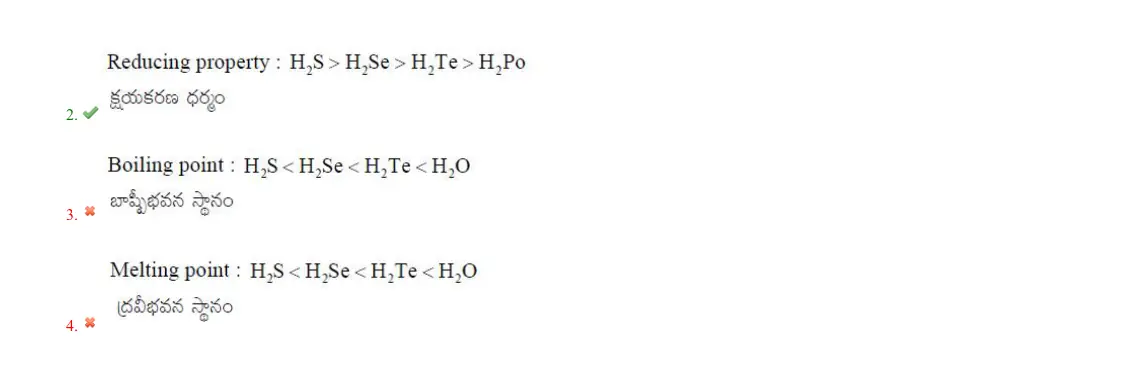 Reducing property : H₂S > H₂Se > H₂Te > H₂Po
క్షయకరణ ధర్మం
2.
Boiling point : H₂S < H₂Se < H₂Te < H₂O
బాష్పీభవన స్థానం
3.
Melting point : H₂S < H₂Se < H₂Te < H₂O
ద్రవీభవన స్థానం
4.